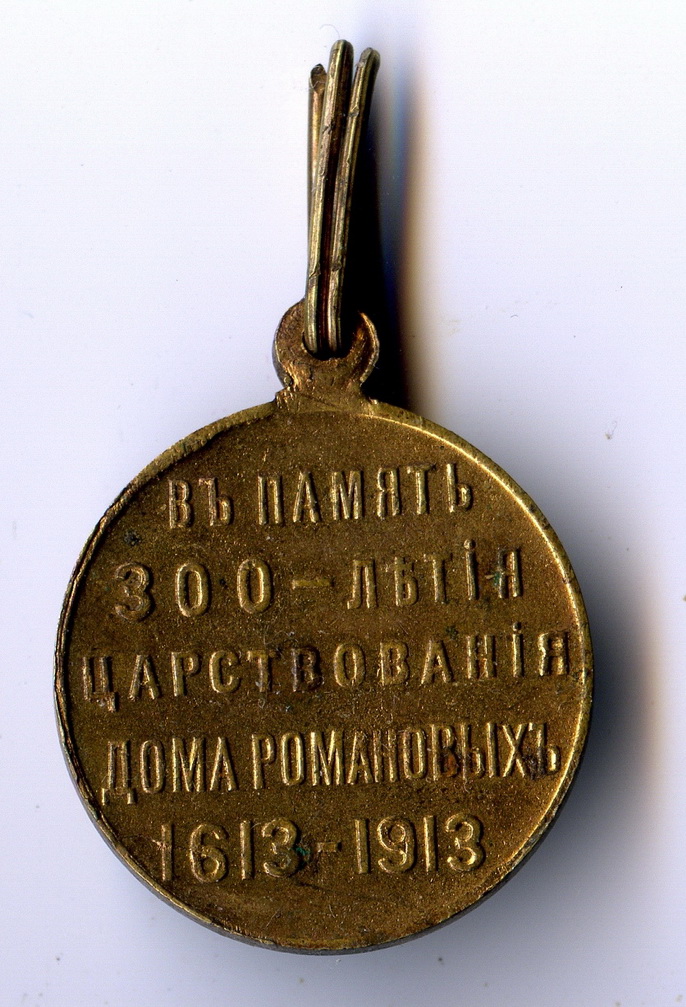 ВЪ ПАМЯТЬ
300-ЛѢТІЯ
ЦАРСТВОВАНІЯ
ДОМА РОМАНОВЫХЪ
1613-1913